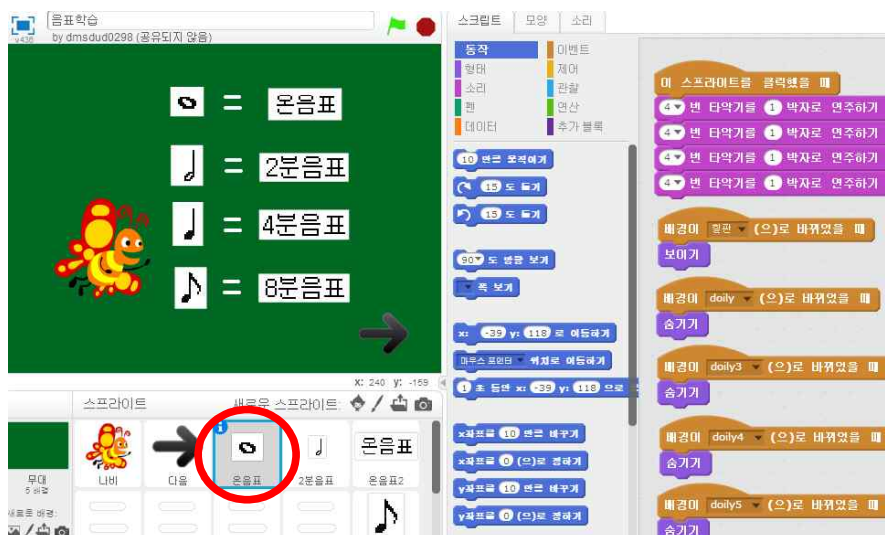 음표학습
v438 by dmsdud0298 (공유되지 않음)
= 온음표
= 2분음표
= 4분음표
= 8분음표
x: 240 y: -159
스프라이트 새로운 스프라이트:
나비 다음 온음표 2분음표 온음표2
온음표
무대
5 배경
새로운 배경:
스크립트 모양 소리
동작 이벤트
형태 제어
소리 관찰
펜 연산
데이터 추가 블록
10 만큼 움직이기
15 도 돌기
15 도 돌기
90 도 방향 보기
쪽 보기
x: -39 y: 118 로 이동하기
마우스 포인터 위치로 이동하기
1 초 동안 x: -39 y: 118 으로
x좌표를 10 만큼 바꾸기
x좌표를 0 (으)로 정하기
y좌표를 10 만큼 바꾸기
y좌표를 0 (으)로 정하기
이 스프라이트를 클릭했을 때
4 번 타악기를 1 박자로 연주하기
4 번 타악기를 1 박자로 연주하기
4 번 타악기를 1 박자로 연주하기
4 번 타악기를 1 박자로 연주하기
배경이 칠판 (으)로 바뀌었을 때
보이기
배경이 doily (으)로 바뀌었을 때
숨기기
배경이 doily3 (으)로 바뀌었을 때
숨기기
배경이 doily4 (으)로 바뀌었을 때
숨기기
배경이 doily5 (으)로 바뀌었을 때
숨기기